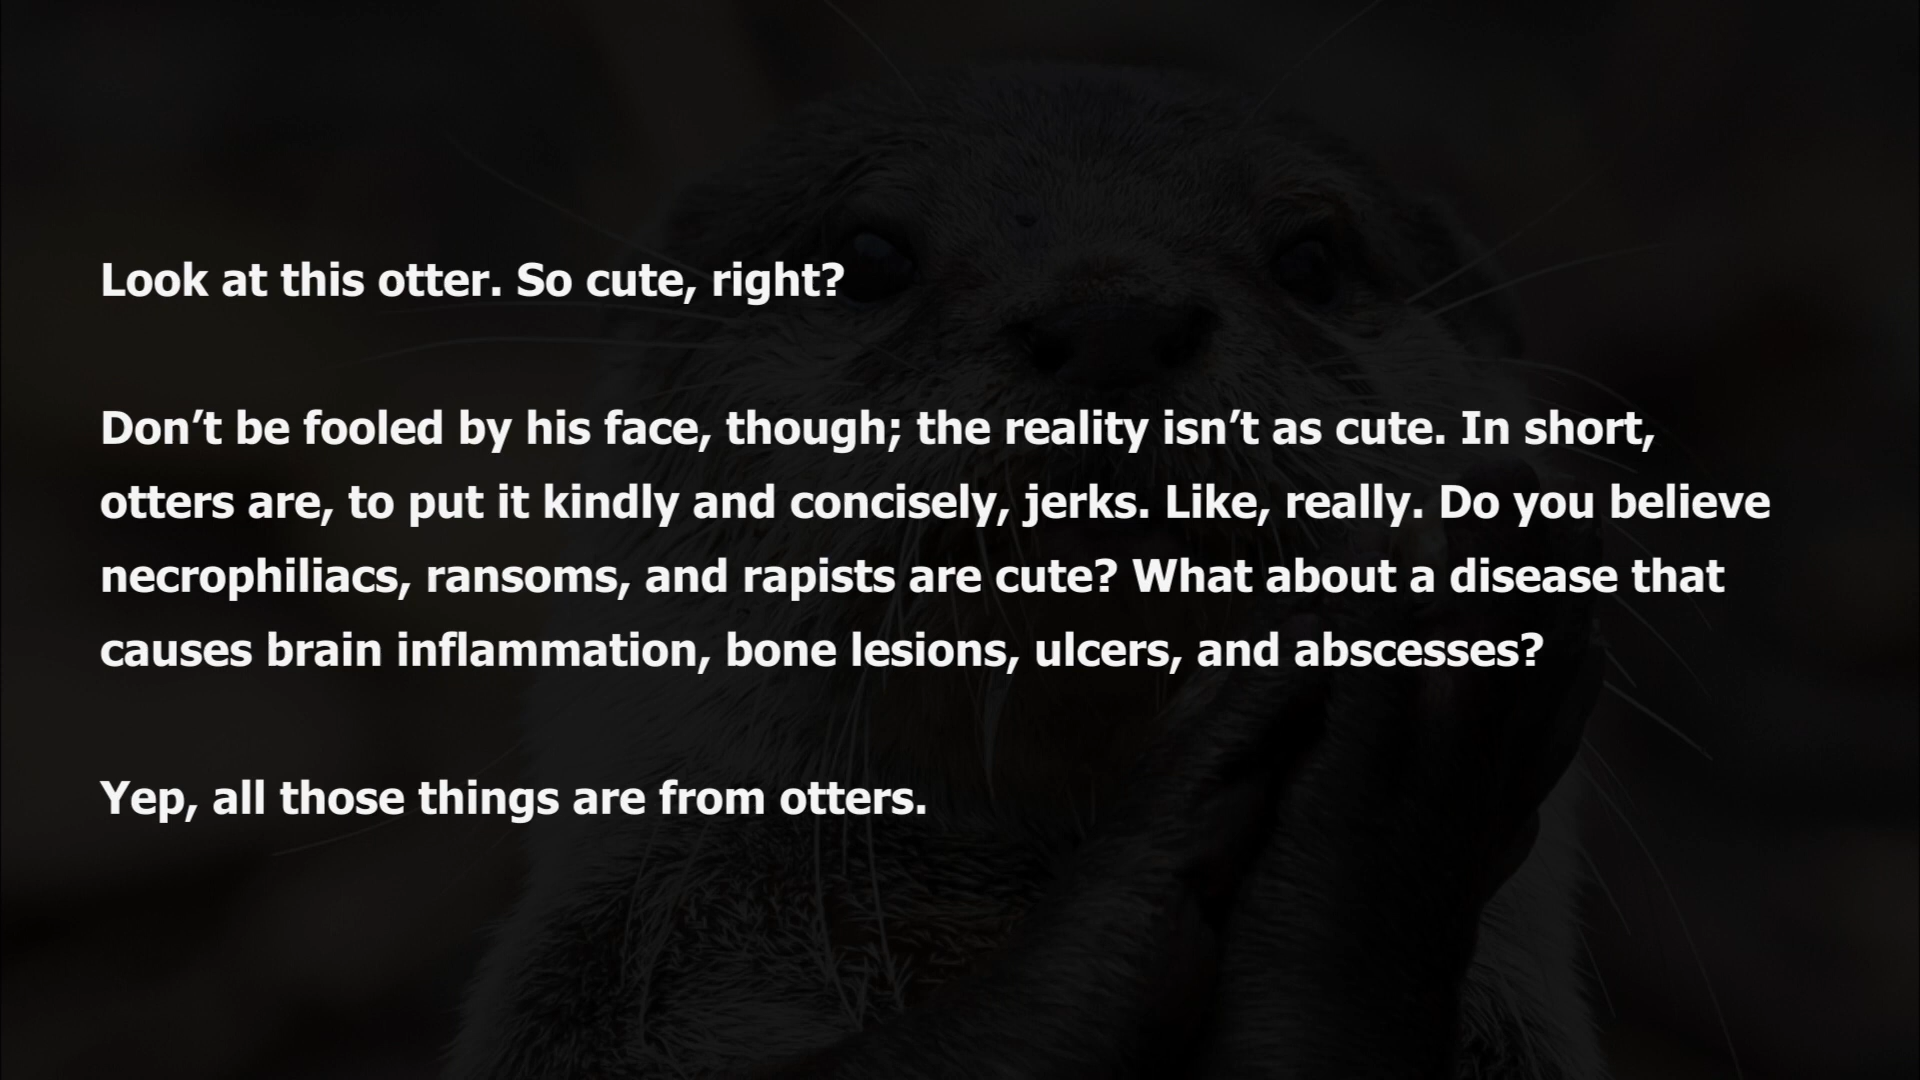 Look at this otter. So cute, right?
Don’t be fooled by his face, though; the reality isn’t as cute. In short,
otters are, to put it kindly and concisely, jerks. Like, really. Do you believe
necrophiliacs, ransoms, and rapists are cute? What about a disease that
causes brain inflammation, bone lesions, ulcers, and abscesses?
Yep, all those things are from otters.